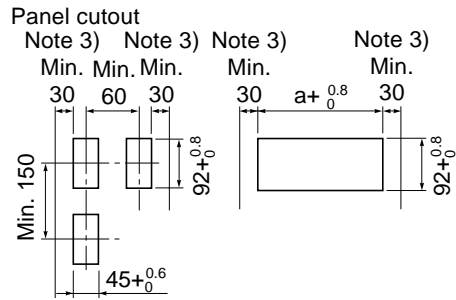 Panel cutout
Note 3) Note 3) Note 3) Note 3)
Min. Min. Min. Min. Min.
30 60 30 30 a+ 0.8 0 30
92+0.8 0
92+0.8 0
Min. 150
45+0.6 0